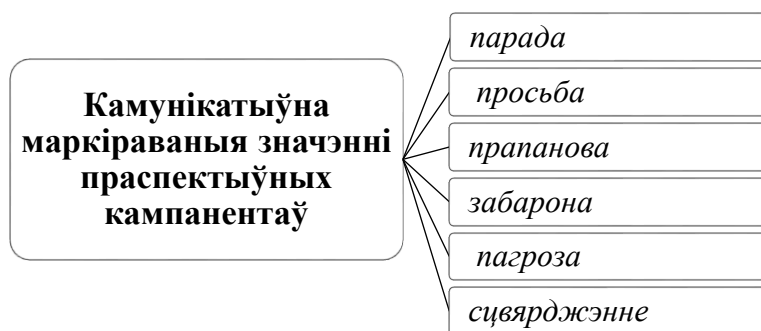 Камунікатыўна
маркіраваныя значэнні
праспектыўных
кампанентаў
парада
просьба
прапанова
забарона
пагроза
сцвярджэнне